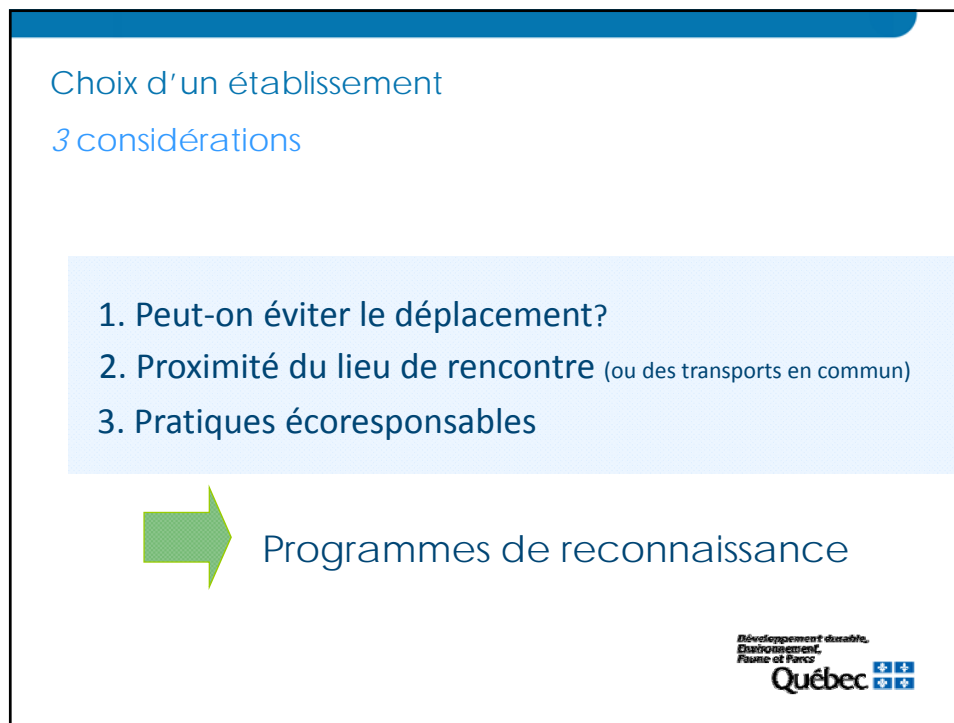 Choix d'un établissement
3 considérations
1. Peut-on éviter le déplacement?
2. Proximité du lieu de rencontre (ou des transports en commun)
3. Pratiques écoresponsables
Programmes de reconnaissance
Développement durable,
Environnement,
Faune et Parcs
Québec